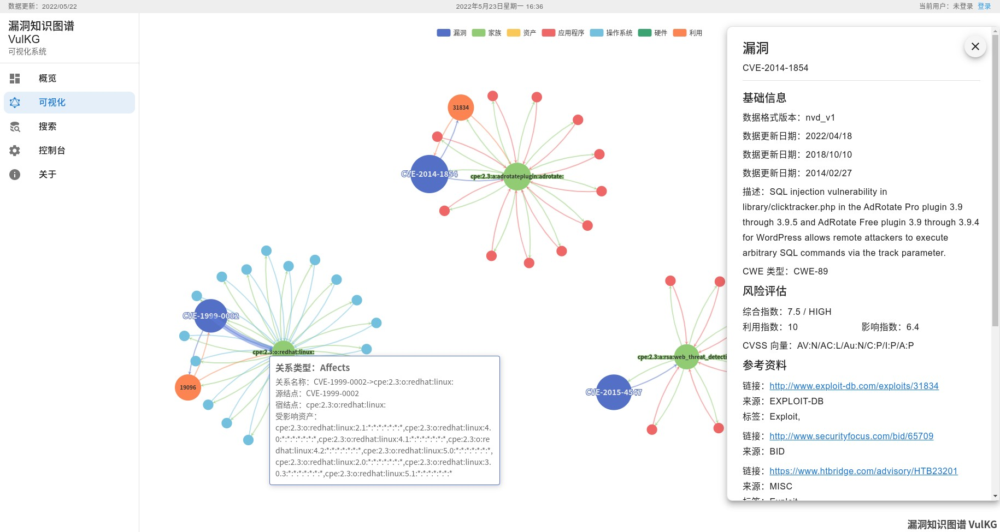 数据更新：2022/05/22
2022年5月23日星期一 16:36
当前用户：未登录 登录
漏洞知识图谱
VulKG
可视化系统
概览
可视化
搜索
控制台
关于
漏洞 家族 资产 应用程序 操作系统 硬件 利用
31834
CVE-2014-1854
cpe:2.3:a:adrotateplugin:adrotate:
CVE-1999-0002
cpe:2.3:o:redhat:linux:
19096
cpe:2.3:a:rsa:web_threat_detecti
CVE-2015-4547
关系类型：Affects
关系名称：CVE-1999-0002->cpe:2.3:o:redhat:linux:
源结点：CVE-1999-0002
宿结点：cpe:2.3:o:redhat:linux:
受影响资产：
cpe:2.3:o:redhat:linux:2.1:*:*:*:*:*:*:*,cpe:2.3:o:redhat:linux:4.
0:*:*:*:*:*:*:*,cpe:2.3:o:redhat:linux:4.1:*:*:*:*:*:*:*,cpe:2.3:o:re
dhat:linux:4.2:*:*:*:*:*:*:*,cpe:2.3:o:redhat:linux:5.0:*:*:*:*:*:*:*,
cpe:2.3:o:redhat:linux:2.0:*:*:*:*:*:*:*,cpe:2.3:o:redhat:linux:3.
0.3:*:*:*:*:*:*:*,cpe:2.3:o:redhat:linux:5.1:*:*:*:*:*:*:*
漏洞
CVE-2014-1854
基础信息
数据格式版本：nvd_v1
数据更新日期：2022/04/18
数据更新日期：2018/10/10
数据更新日期：2014/02/27
描述：SQL injection vulnerability in
library/clicktracker.php in the AdRotate Pro plugin 3.9
through 3.9.5 and AdRotate Free plugin 3.9 through 3.9.4
for WordPress allows remote attackers to execute
arbitrary SQL commands via the track parameter.
CWE 类型：CWE-89
风险评估
综合指数：7.5 / HIGH
利用指数：10 影响指数：6.4
CVSS 向量：AV:N/AC:L/Au:N/C:P/I:P/A:P
参考资料
链接：http://www.exploit-db.com/exploits/31834
来源：EXPLOIT-DB
标签：Exploit,
链接：http://www.securityfocus.com/bid/65709
来源：BID
链接：https://www.htbridge.com/advisory/HTB23201
来源：MISC
标签：Exploit
漏洞知识图谱 VulKG